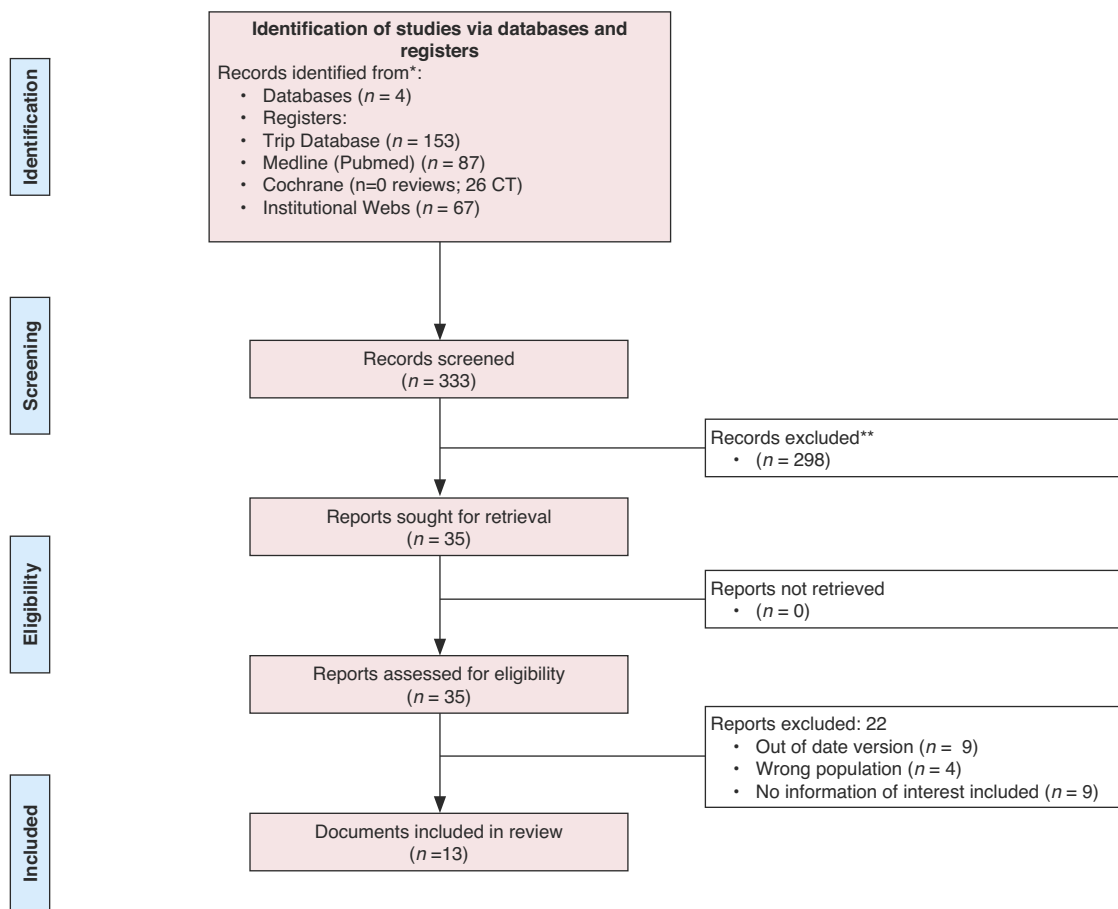 Identification
Identification of studies via databases and
registers
Records identified from*:
• Databases (n = 4)
• Registers:
• Trip Database (n = 153)
• Medline (Pubmed) (n = 87)
• Cochrane (n=0 reviews; 26 CT)
• Institutional Webs (n = 67)
Screening
Records screened
(n = 333)
Records excluded**
• (n = 298)
Reports sought for retrieval
(n = 35)
Eligibility
Reports not retrieved
• (n = 0)
Reports assessed for eligibility
(n = 35)
Reports excluded: 22
• Out of date version (n =  9)
• Wrong population (n = 4)
• No information of interest included (n = 9)
Included
Documents included in review
(n =13)